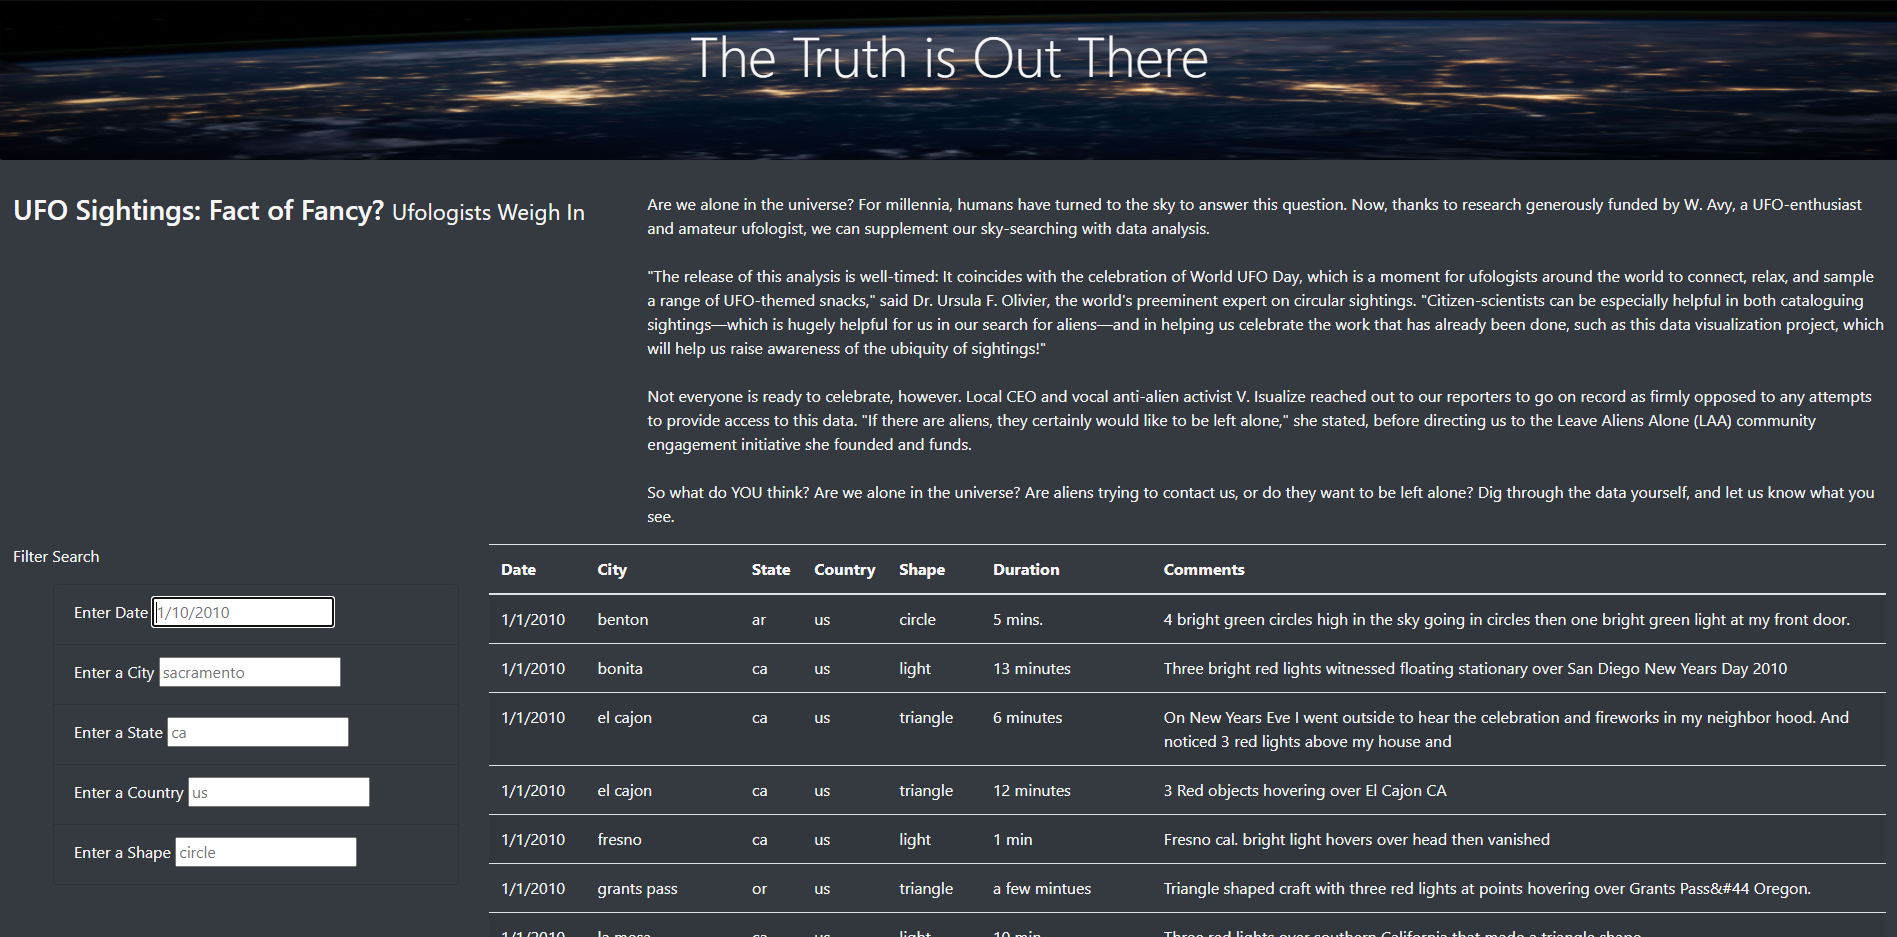 The Truth is Out There
UFO Sightings: Fact of Fancy? Ufologists Weigh In
Are we alone in the universe? For millennia, humans have turned to the sky to answer this question. Now, thanks to research generously funded by W. Avy, a UFO-enthusiast
and amateur ufologist, we can supplement our sky-searching with data analysis.
"The release of this analysis is well-timed: It coincides with the celebration of World UFO Day, which is a moment for ufologists around the world to connect, relax, and sample
a range of UFO-themed snacks," said Dr. Ursula F. Olivier, the world's preeminent expert on circular sightings. "Citizen-scientists can be especially helpful in both cataloguing
sightings—which is hugely helpful for us in our search for aliens—and in helping us celebrate the work that has already been done, such as this data visualization project, which
will help us raise awareness of the ubiquity of sightings!"
Not everyone is ready to celebrate, however. Local CEO and vocal anti-alien activist V. Isualize reached out to our reporters to go on record as firmly opposed to any attempts
to provide access to this data. "If there are aliens, they certainly would like to be left alone," she stated, before directing us to the Leave Aliens Alone (LAA) community
engagement initiative she founded and funds.
So what do YOU think? Are we alone in the universe? Are aliens trying to contact us, or do they want to be left alone? Dig through the data yourself, and let us know what you
see.
Filter Search
Enter Date 1/10/2010
Enter a City sacramento
Enter a State ca
Enter a Country us
Enter a Shape circle
Date City State Country Shape Duration Comments
1/1/2010 benton ar us circle 5 mins. 4 bright green circles high in the sky going in circles then one bright green light at my front door.
1/1/2010 bonita ca us light 13 minutes Three bright red lights witnessed floating stationary over San Diego New Years Day 2010
1/1/2010 el cajon ca us triangle 6 minutes On New Years Eve I went outside to hear the celebration and fireworks in my neighbor hood. And
noticed 3 red lights above my house and
1/1/2010 el cajon ca us triangle 12 minutes 3 Red objects hovering over El Cajon CA
1/1/2010 fresno ca us light 1 min Fresno cal. bright light hovers over head then vanished
1/1/2010 grants pass or us triangle a few mintues Triangle shaped craft with three red lights at points hovering over Grants Pass&#44 Oregon.
1/1/2010 la mesa ca us light 10 min Three red lights over southern California that made a triangle shape